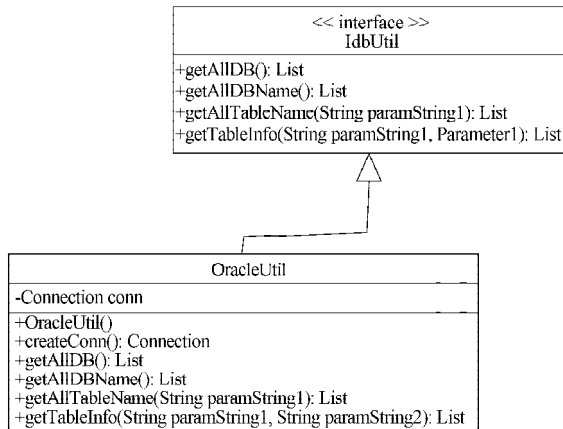 << interface >>
IdbUtil
+getAllDB(): List
+getAllDBName(): List
+getAllTableName(String paramString1): List
+getTableInfo(String paramString1, Parameter1): List
OracleUtil
-Connection conn
+OracleUtil()
+createConn(): Connection
+getAllDB(): List
+getAllDBName(): List
+getAllTableName(String paramString1): List
+getTableInfo(String paramString1, String paramString2): List